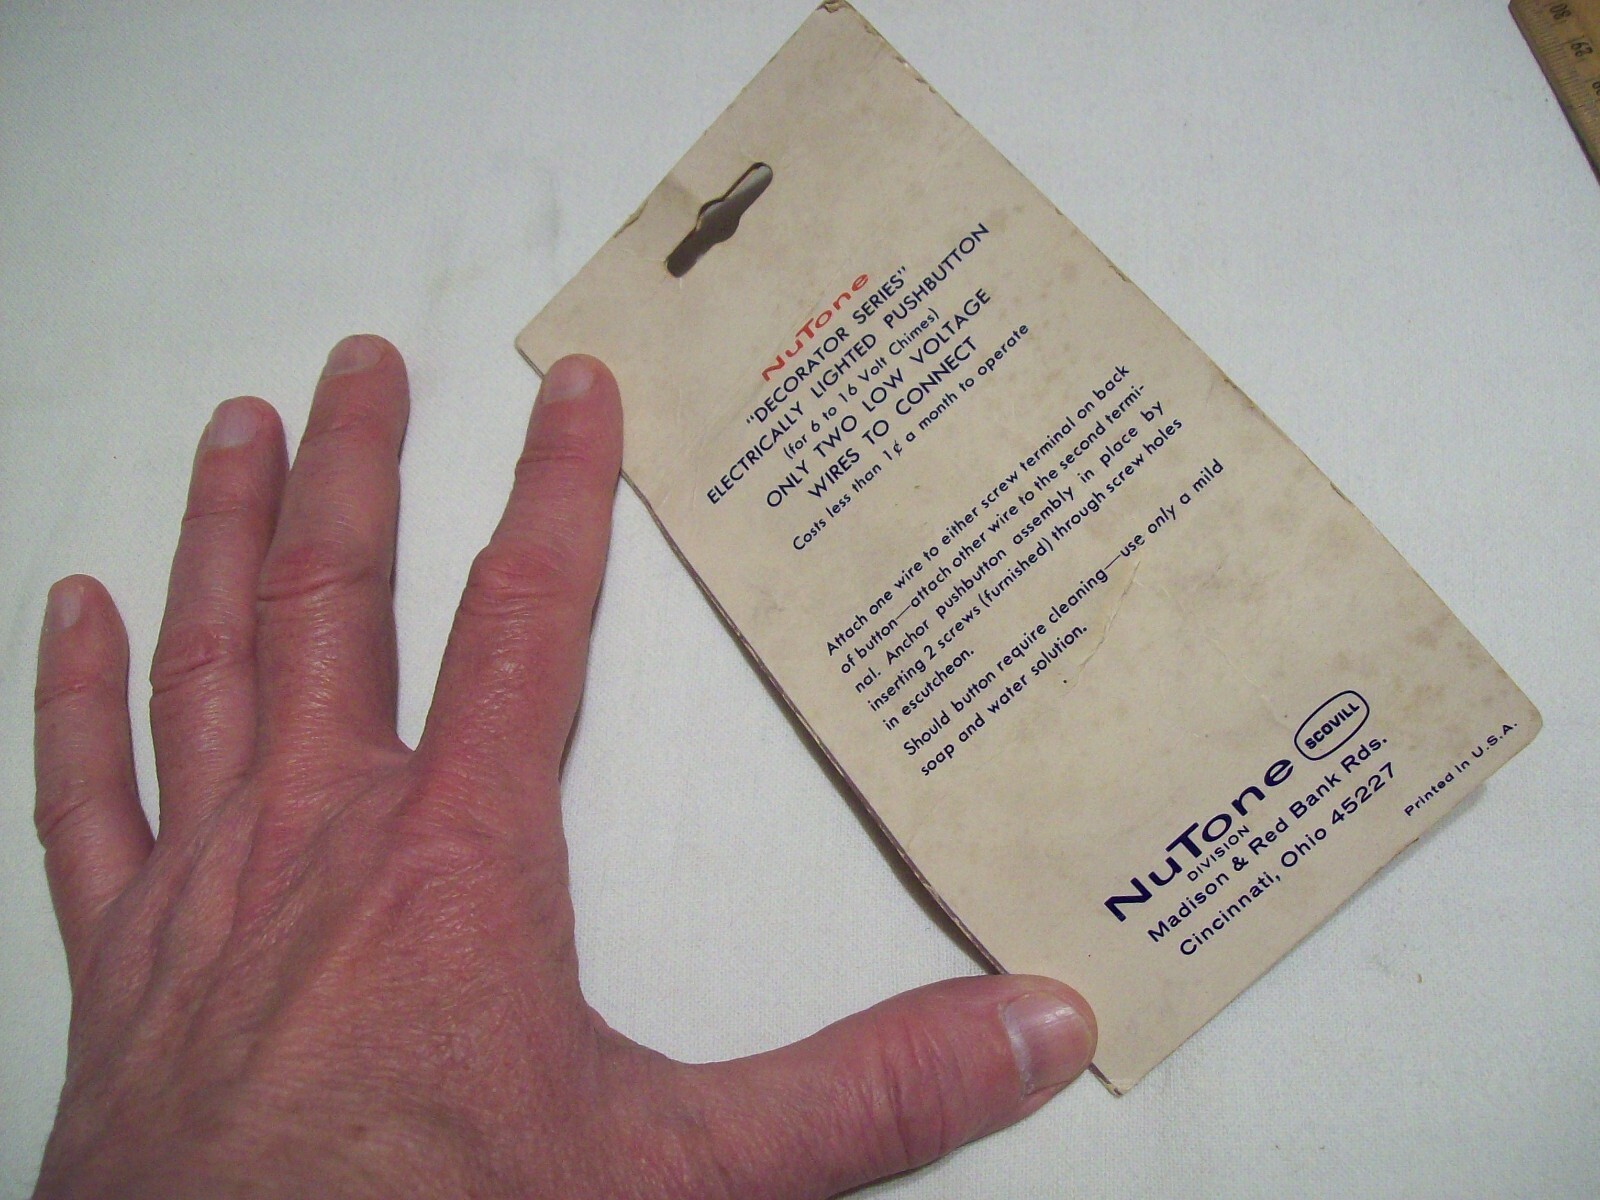 NuTone
"DECORATOR SERIES"
ELECTRICALLY LIGHTED PUSHBUTTON
(for 6 to 16 Volt Chimes)
ONLY TWO LOW VOLTAGE
WIRES TO CONNECT
Costs less than 1¢ a month to operate
Attach one wire to either screw terminal on back
of button—attach other wire to the second termi-
nal. Anchor pushbutton assembly in place by
inserting 2 screws (furnished) through screw holes
in escutcheon.
Should button require cleaning—use only a mild
soap and water solution.
NuTone SCOVILL
DIVISION
Madison & Red Bank Rds.
Cincinnati, Ohio 45227
Printed in U.S.A.